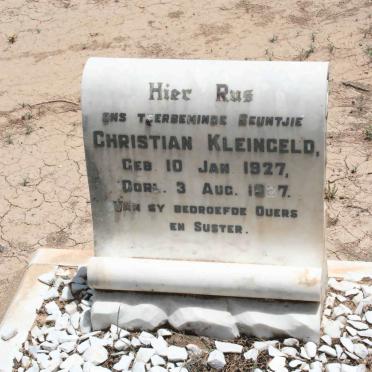 Hier Rus
ons teerbeminde Seuntjie
Christian Kleingeld,
Geb. 10 Jan 1927,
Oorl. 3 Aug. 1927.
Van sy bedroefde Ouers
en Suster.